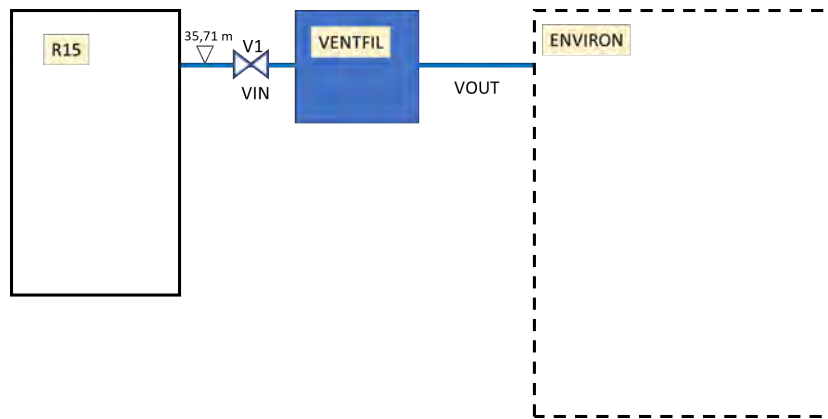 R15
35,71 m
V1
VIN
VENTFIL
VOUT
ENVIRON